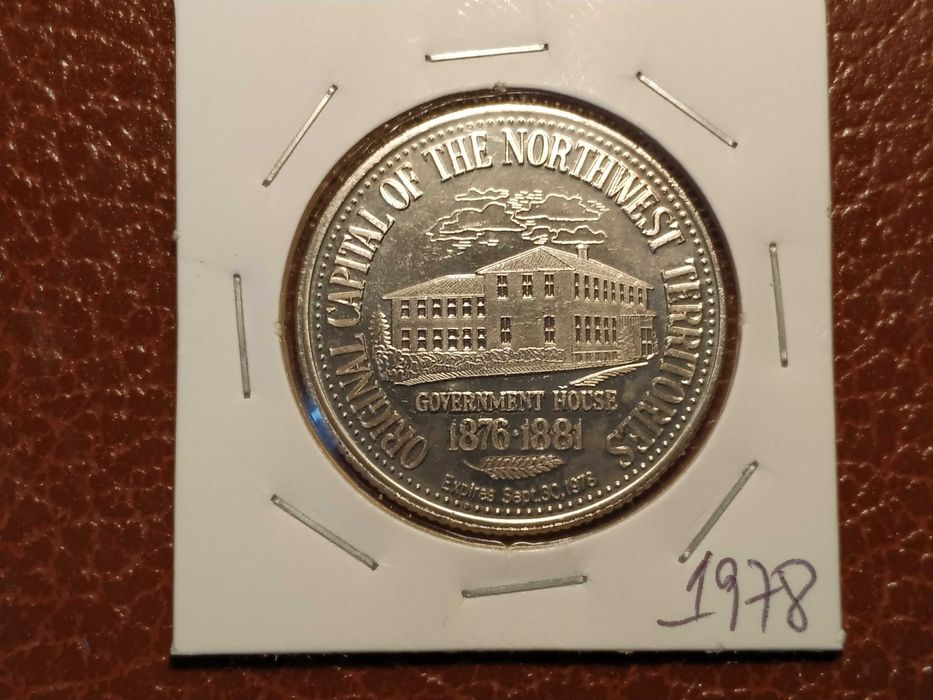 ORIGINAL CAPITAL OF THE NORTHWEST TERRITORIES
GOVERNMENT HOUSE
1876·1881
Expires Sept.30,1978
1978